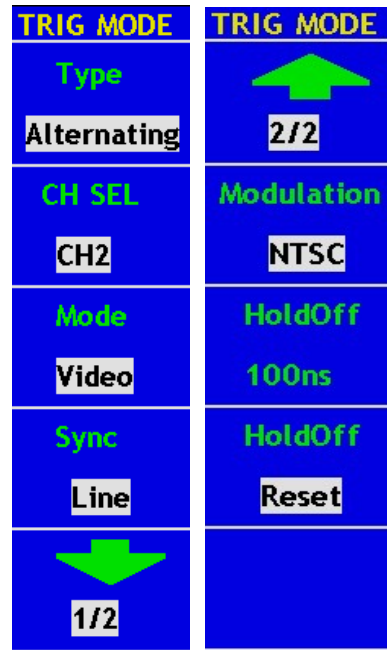 TRIG MODE
Type
Alternating
CH SEL
CH2
Mode
Video
Sync
Line
1/2
TRIG MODE
2/2
Modulation
NTSC
HoldOff
100ns
HoldOff
Reset